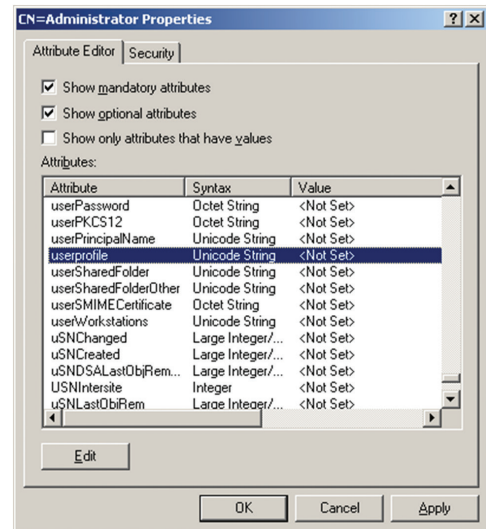 CN=Administrator Properties
Attribute Editor Security
Show mandatory attributes
Show optional attributes
Show only attributes that have values
Attributes:
Attribute Syntax Value
userPassword Octet String <Not Set>
userPKCS12 Octet String <Not Set>
userPrincipalName Unicode String <Not Set>
userprofile Unicode String <Not Set>
userSharedFolder Unicode String <Not Set>
userSharedFolderOther Unicode String <Not Set>
userSMIMECertificate Octet String <Not Set>
userWorkstations Unicode String <Not Set>
uSNChanged Large Integer/... <Not Set>
uSNCreated Large Integer/... <Not Set>
uSNDSALastObjRem... Large Integer/... <Not Set>
USNIntersite Integer <Not Set>
uSNLastObjRem Large Integer/... <Not Set>
Edit
OK Cancel Apply